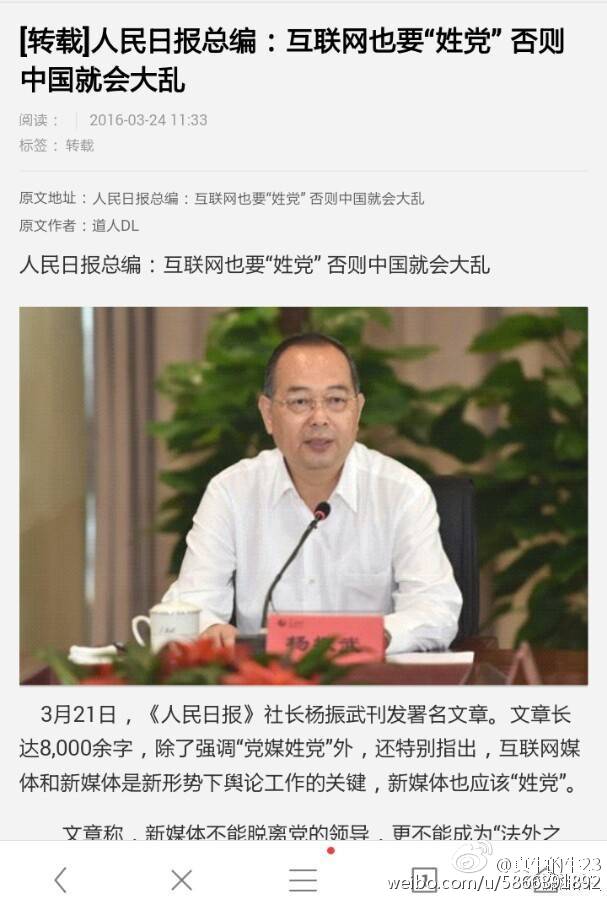 [转载]人民日报总编：互联网也要“姓党” 否则
中国就会大乱
阅读： 2016-03-24 11:33
标签： 转载
原文地址：人民日报总编：互联网也要“姓党” 否则中国就会大乱
原文作者：道人DL
人民日报总编：互联网也要“姓党” 否则中国就会大乱
杨振武
3月21日，《人民日报》社长杨振武刊发署名文章。文章长
达8,000余字，除了强调“党媒姓党”外，还特别指出，互联网媒
体和新媒体是新形势下舆论工作的关键，新媒体也应该“姓党”。
文章称，新媒体不能脱离党的领导，更不能成为“法外之
weibo.com/u/5866391892